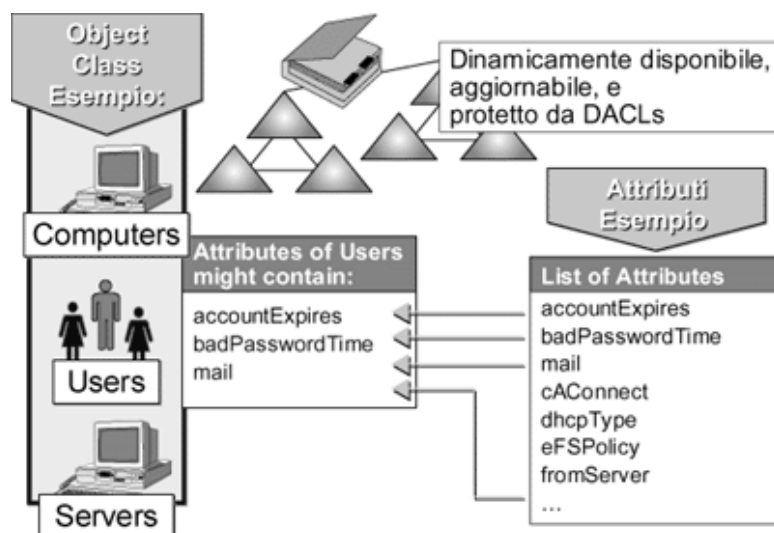 Object
Class
Esempio:
Dinamicamente disponibile,
aggiornabile, e
protetto da DACLs
Computers
Users
Servers
Attributes of Users
might contain:
accountExpires
badPasswordTime
mail
Attributi
Esempio
List of Attributes
accountExpires
badPasswordTime
mail
cAConnect
dhcpType
eFSPolicy
fromServer
...